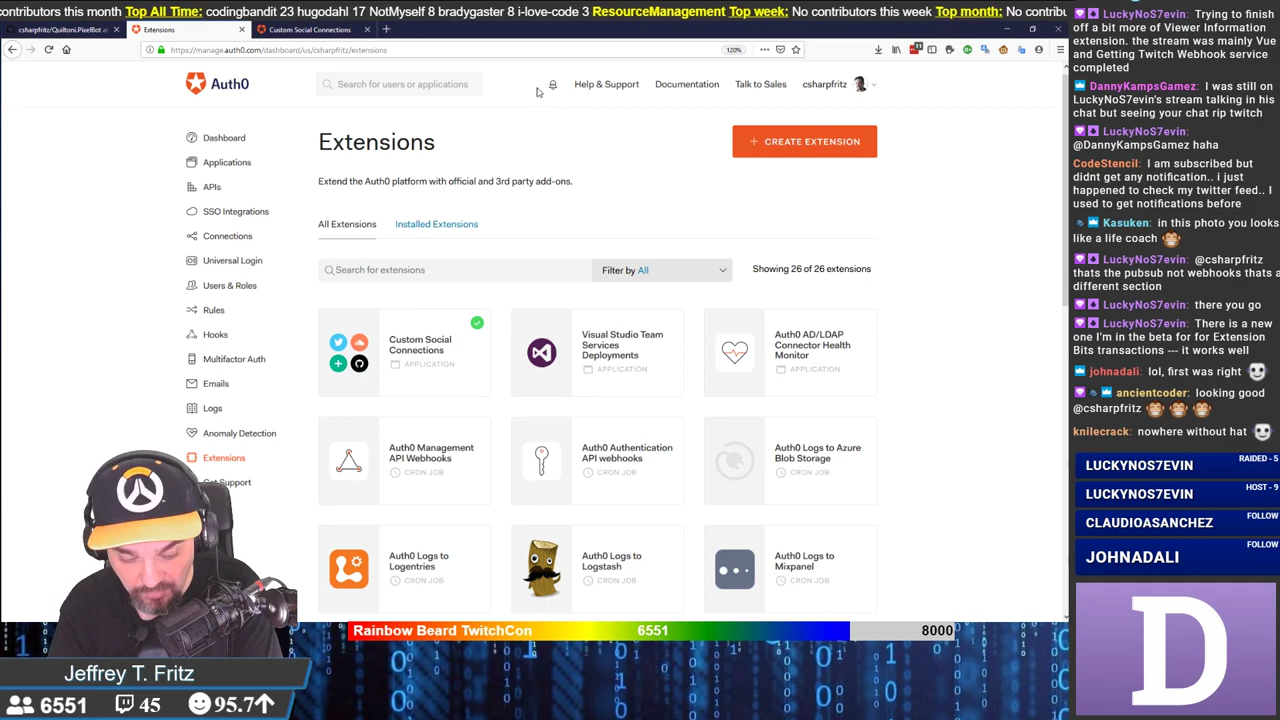 ontributors this month Top All Time: codingbandit 23 hugodahl 17 NotMyself 8 bradygaster 8 i-love-code 3 ResourceManagement Top week: No contributors this week Top month: No contribu
csharpfritz/Quiltoni.PixelBot at
Extensions
Custom Social Connections
https://manage.auth0.com/dashboard/us/csharpfritz/extensions
120%
Auth0
Search for users or applications
Help & Support
Documentation
Talk to Sales
csharpfritz
Dashboard
Applications
APIs
SSO Integrations
Connections
Universal Login
Users & Roles
Rules
Hooks
Multifactor Auth
Emails
Logs
Anomaly Detection
Extensions
Get Support
Extensions
CREATE EXTENSION
Extend the Auth0 platform with official and 3rd party add-ons.
All Extensions
Installed Extensions
Search for extensions
Filter by All
Showing 26 of 26 extensions
Custom Social
Connections
APPLICATION
Visual Studio Team
Services
Deployments
APPLICATION
Auth0 AD/LDAP
Connector Health
Monitor
APPLICATION
Auth0 Management
API Webhooks
CRON JOB
Auth0 Authentication
API webhooks
CRON JOB
Auth0 Logs to Azure
Blob Storage
CRON JOB
Auth0 Logs to
Logentries
CRON JOB
Auth0 Logs to
Logstash
CRON JOB
Auth0 Logs to
Mixpanel
CRON JOB
LuckyNoS7evin: Trying to finish
off a bit more of Viewer Information
extension. the stream was mainly Vue
and Getting Twitch Webhook service
completed
DannyKampsGamez: I was still on
LuckyNoS7evin's stream talking in his
chat but seeing your chat rip twitch
LuckyNoS7evin:
@DannyKampsGamez haha
CodeStencil: I am subscribed but
didnt get any notification.. i just
happened to check my twitter feed.. I
used to get notifications before
Kasuken: in this photo you looks
like a life coach
LuckyNoS7evin: @csharpfritz
thats the pubsub not webhooks thats a
different section
LuckyNoS7evin: there you go
LuckyNoS7evin: There is a new
one I'm in the beta for for Extension
Bits transactions --- it works well
johnadali: lol, first was right
ancientcoder: looking good
@csharpfritz
knilecrack: nowhere without hat
LUCKYNOS7EVIN
RAIDED - 5
LUCKYNOS7EVIN
HOST - 9
CLAUDIOASANCHEZ
FOLLOW
JOHNADALI
FOLLOW
D
Rainbow Beard TwitchCon
6551
8000
Jeffrey T. Fritz
6551
45
95.7